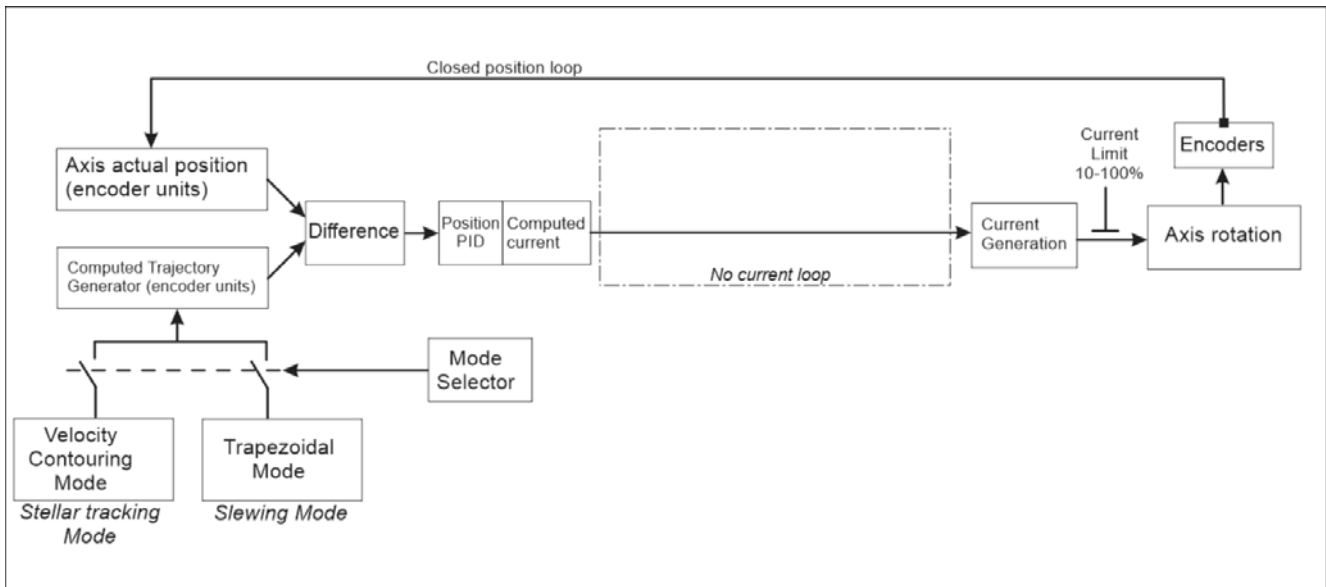 Closed position loop
Axis actual position
(encoder units)
Difference
Position
PID
Computed
current
Current
Generation
Current
Limit
10-100%
Encoders
Axis rotation
No current loop
Computed Trajectory
Generator (encoder units)
Mode
Selector
Velocity
Contouring
Mode
Stellar tracking
Mode
Trapezoidal
Mode
Slewing Mode